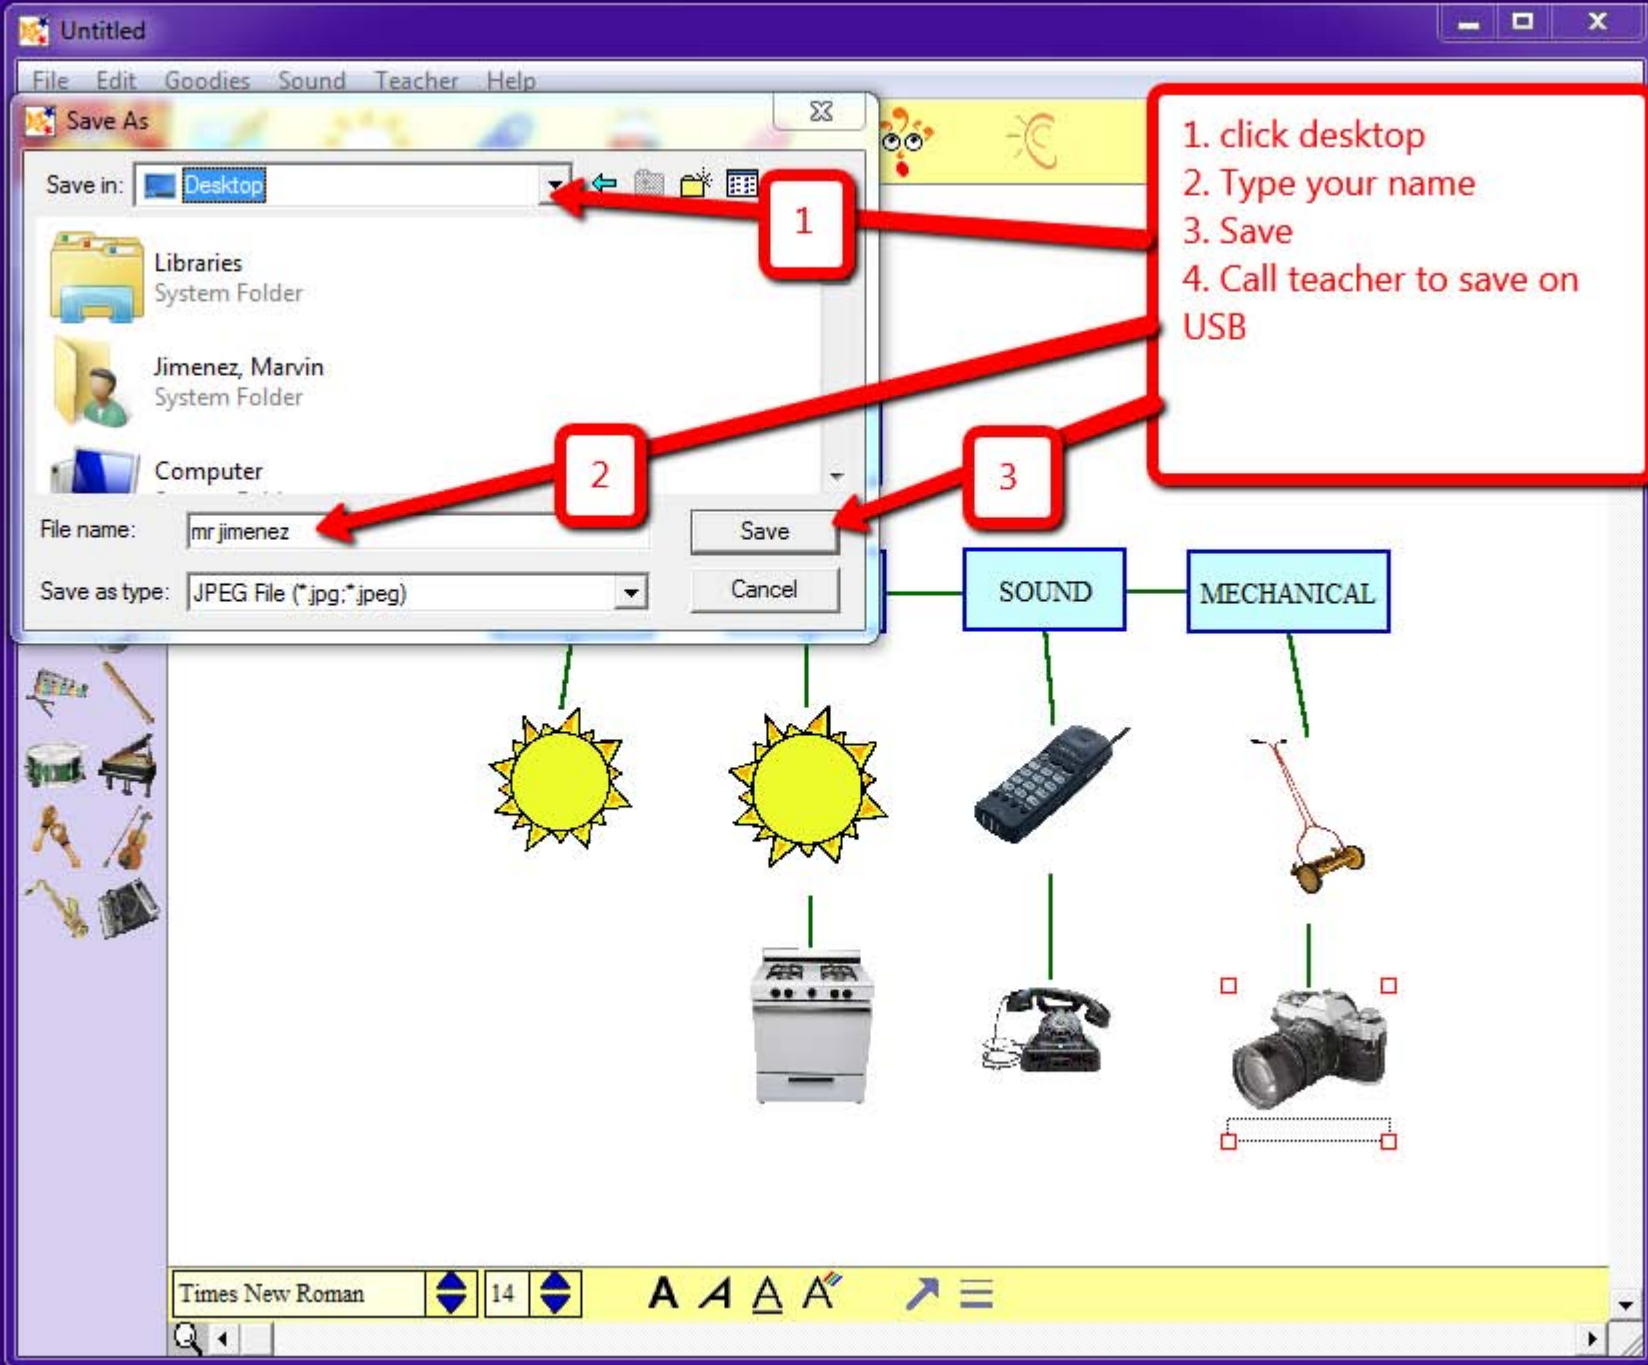 Untitled
File Edit Goodies Sound Teacher Help
Save As
Save in: Desktop
Libraries
System Folder
Jimenez, Marvin
System Folder
Computer
File name: mr jimenez
Save
Save as type: JPEG File (*.jpg;*.jpeg)
Cancel
1
2
3
1. click desktop
2. Type your name
3. Save
4. Call teacher to save on
USB
SOUND
MECHANICAL
Times New Roman 14
A A A A